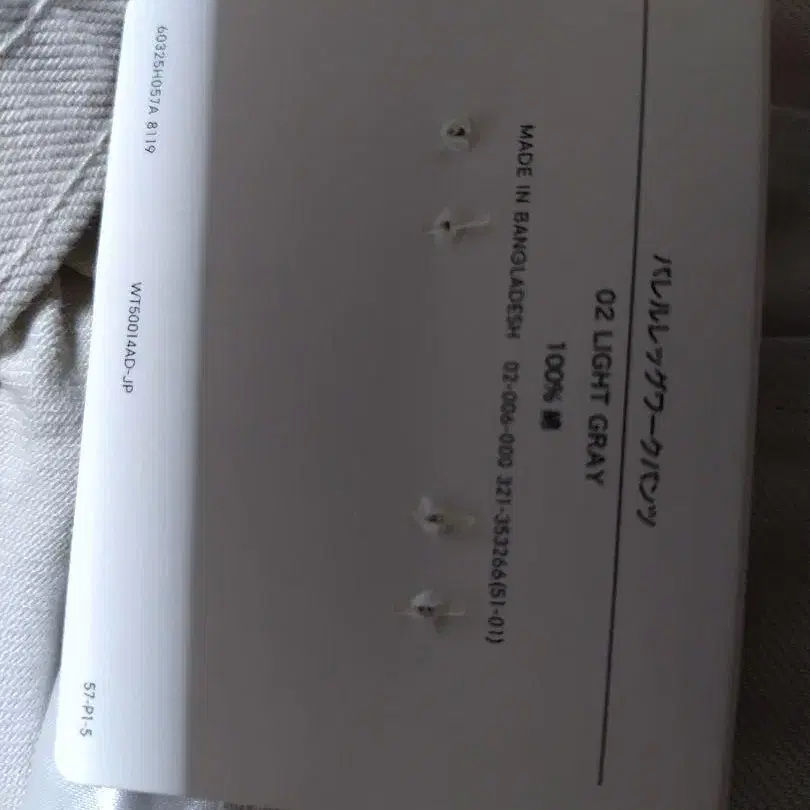 バレルレッグワークパンツ
02 LIGHT GRAY
100% 綿
MADE IN BANGLADESH 02-006-000 321-353266(51-01)
60325H057A 8119
WT50014AD-JP
57-P1-5